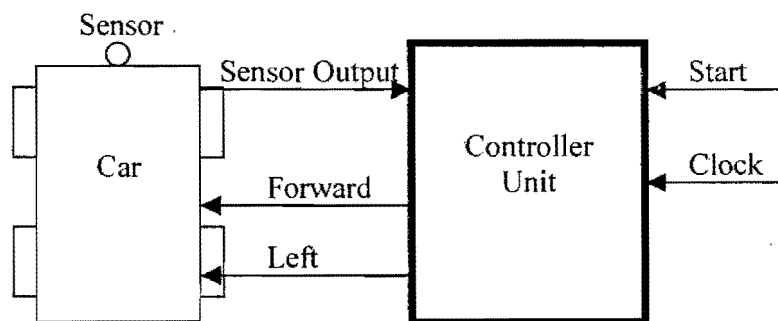 Sensor
Sensor Output
Start
Car
Controller
Unit
Clock
Forward
Left